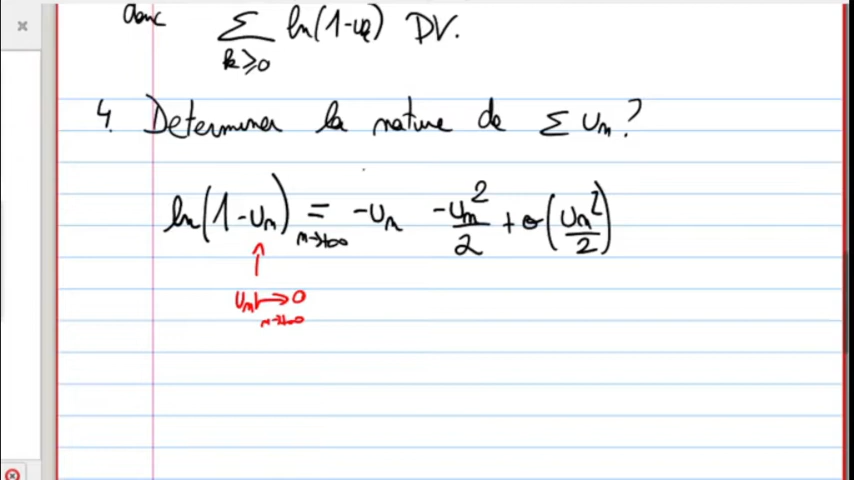 donc Σ ln(1-uk) DV.
k≥0
4. Determiner la nature de Σ un?
ln(1-un) = -un -un²/2 + o(un²/2)
n→+∞
un → 0
n→+∞